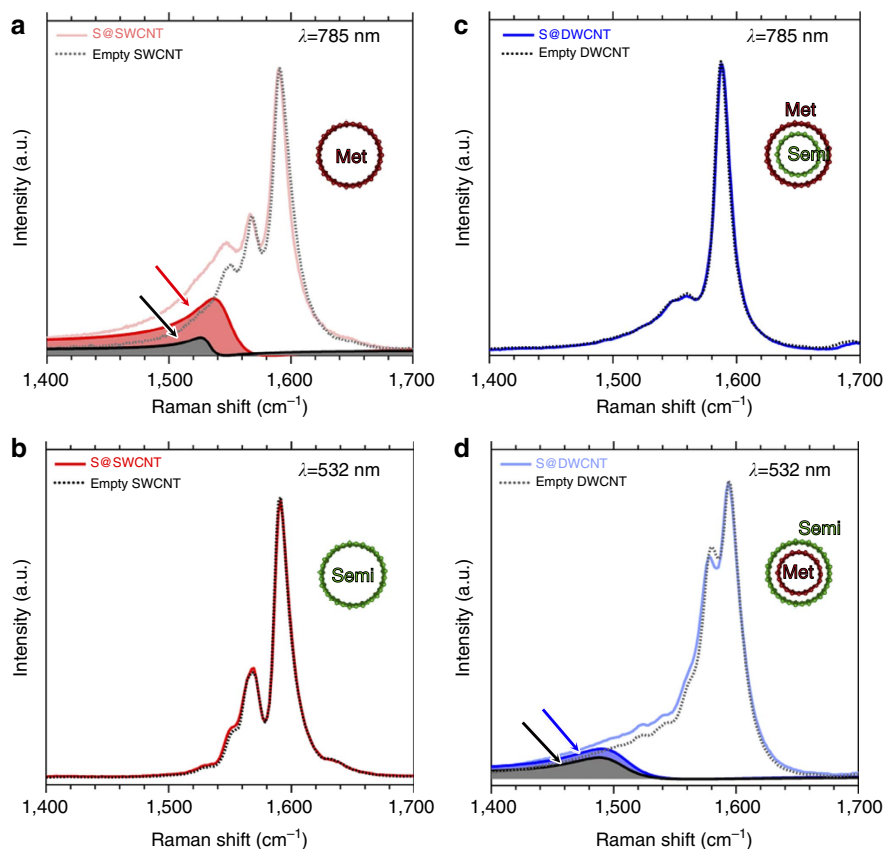 a
S@SWCNT
Empty SWCNT
λ=785 nm
Met
Intensity (a.u.)
1,400 1,500 1,600 1,700
Raman shift (cm⁻¹)
c
S@DWCNT
Empty DWCNT
λ=785 nm
Met
Semi
Intensity (a.u.)
1,400 1,500 1,600 1,700
Raman shift (cm⁻¹)
b
S@SWCNT
Empty SWCNT
λ=532 nm
Semi
Intensity (a.u.)
1,400 1,500 1,600 1,700
Raman shift (cm⁻¹)
d
S@DWCNT
Empty DWCNT
λ=532 nm
Semi
Met
Intensity (a.u.)
1,400 1,500 1,600 1,700
Raman shift (cm⁻¹)